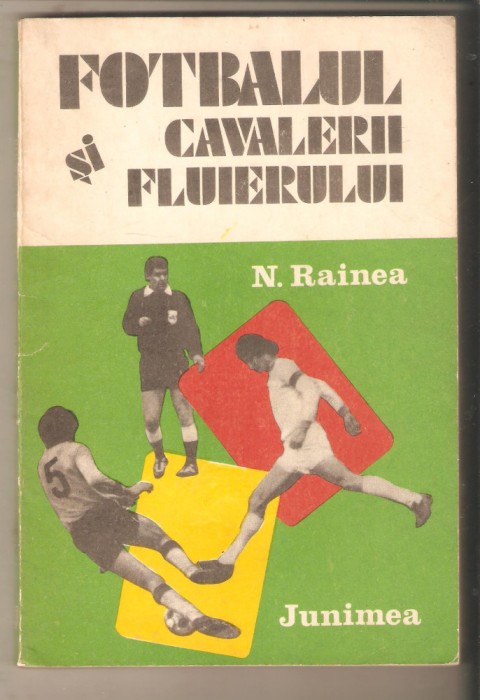 FOTBALUL
ȘI CAVALERII
FLUIERULUI
N. Rainea
5
Junimea